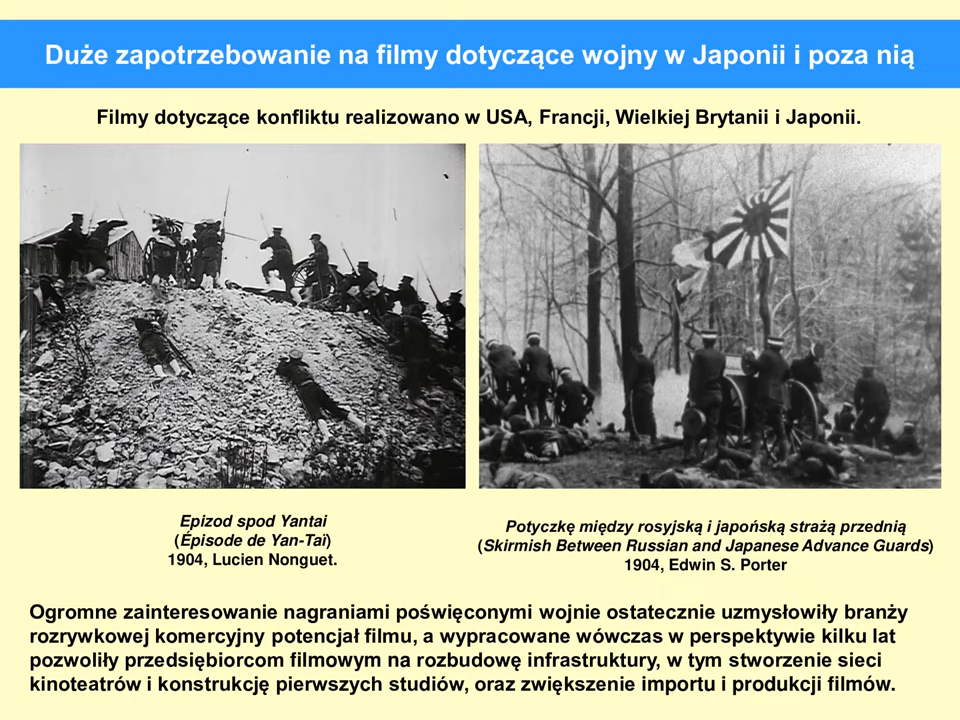 Duże zapotrzebowanie na filmy dotyczące wojny w Japonii i poza nią
Filmy dotyczące konfliktu realizowano w USA, Francji, Wielkiej Brytanii i Japonii.
Epizod spod Yantai
(Épisode de Yan-Tai)
1904, Lucien Nonguet.
Potyczkę między rosyjską i japońską strażą przednią
(Skirmish Between Russian and Japanese Advance Guards)
1904, Edwin S. Porter
Ogromne zainteresowanie nagraniami poświęconymi wojnie ostatecznie uzmysłowiły branży
rozrywkowej komercyjny potencjał filmu, a wypracowane wówczas w perspektywie kilku lat
pozwoliły przedsiębiorcom filmowym na rozbudowę infrastruktury, w tym stworzenie sieci
kinoteatrów i konstrukcję pierwszych studiów, oraz zwiększenie importu i produkcji filmów.